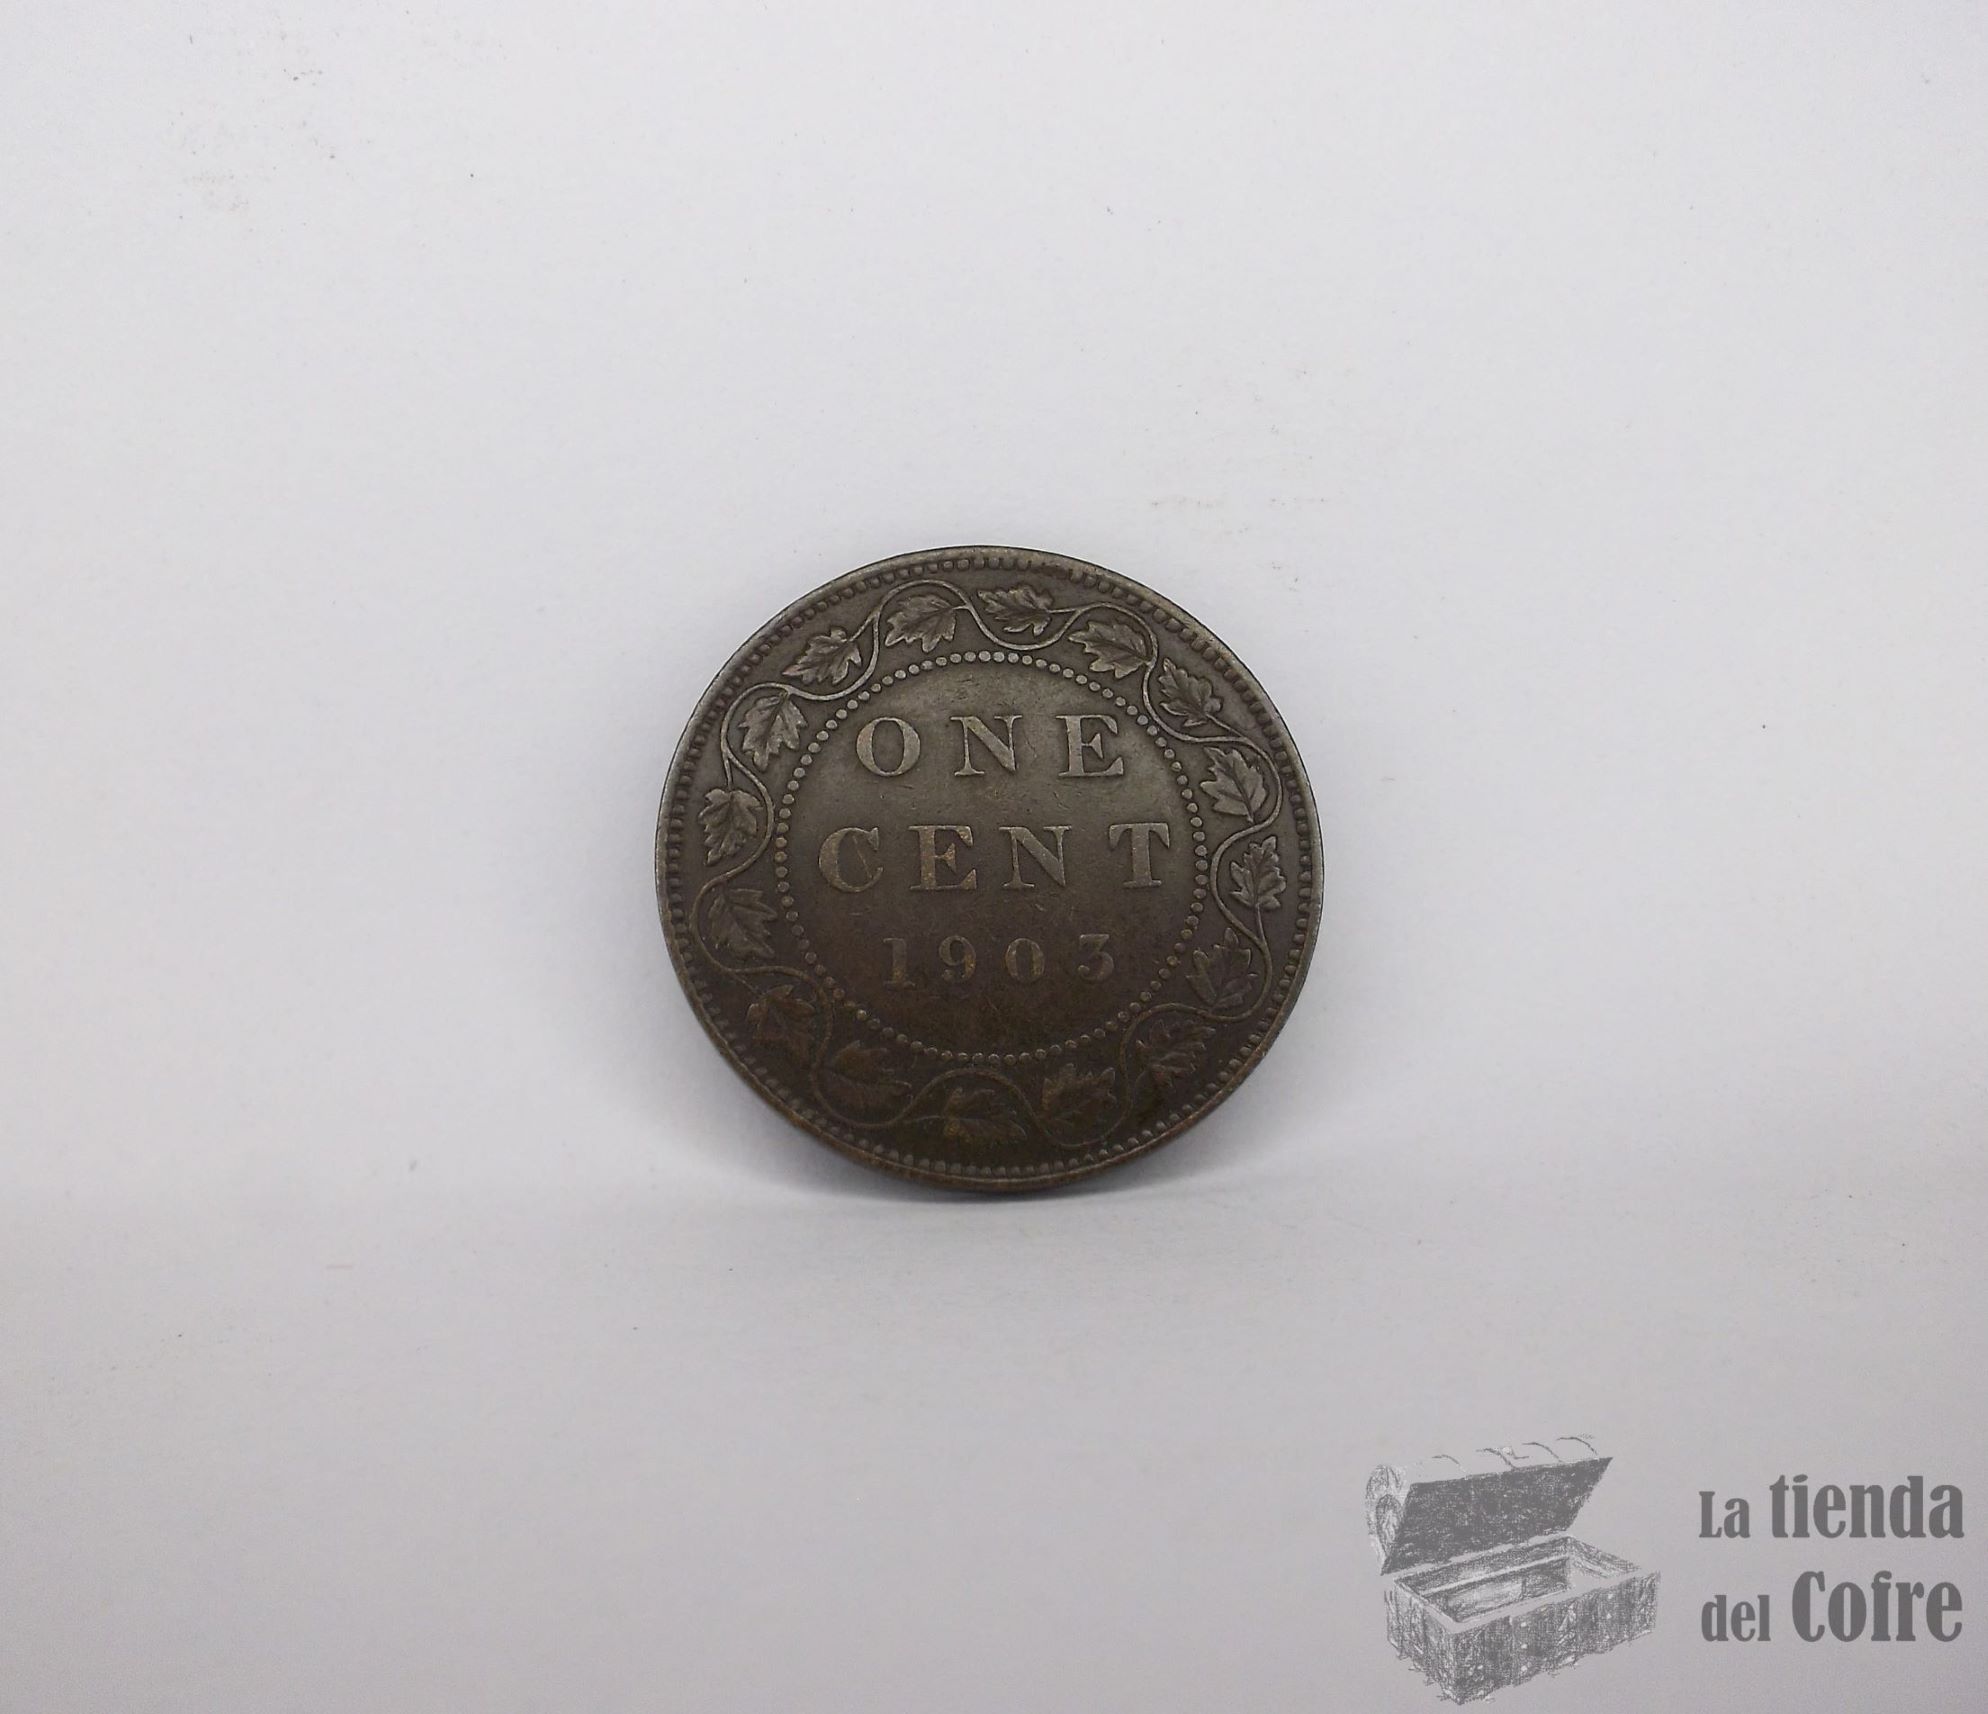 ONE
CENT
1903
La tienda
del Cofre